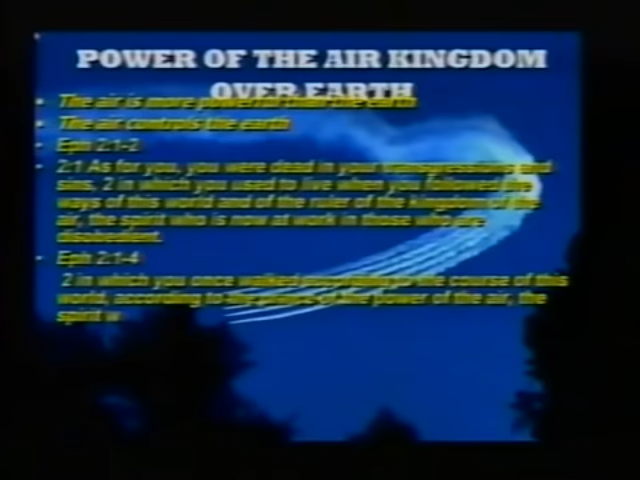 POWER OF THE AIR KINGDOM
OVER EARTH
• The air is more powerful than the earth
• The air controls the earth
• Eph 2:1-2
• 2:1 As for you, you were dead in your transgressions and
sins, 2 in which you used to live when you followed the
ways of this world and of the ruler of the kingdom of the
air, the spirit who is now at work in those who are
disobedient.
• Eph 2:1-4
2 in which you once walked according to the course of this
world, according to the prince of the power of the air, the
spirit w